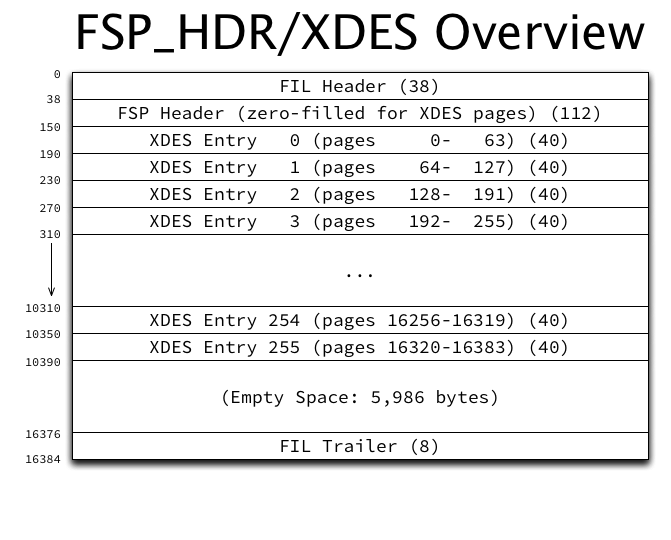 FSP_HDR/XDES Overview
0
FIL Header (38)
38
FSP Header (zero-filled for XDES pages) (112)
150
XDES Entry 0 (pages 0- 63) (40)
190
XDES Entry 1 (pages 64- 127) (40)
230
XDES Entry 2 (pages 128- 191) (40)
270
XDES Entry 3 (pages 192- 255) (40)
310
...
10310
XDES Entry 254 (pages 16256-16319) (40)
10350
XDES Entry 255 (pages 16320-16383) (40)
10390
(Empty Space: 5,986 bytes)
16376
FIL Trailer (8)
16384